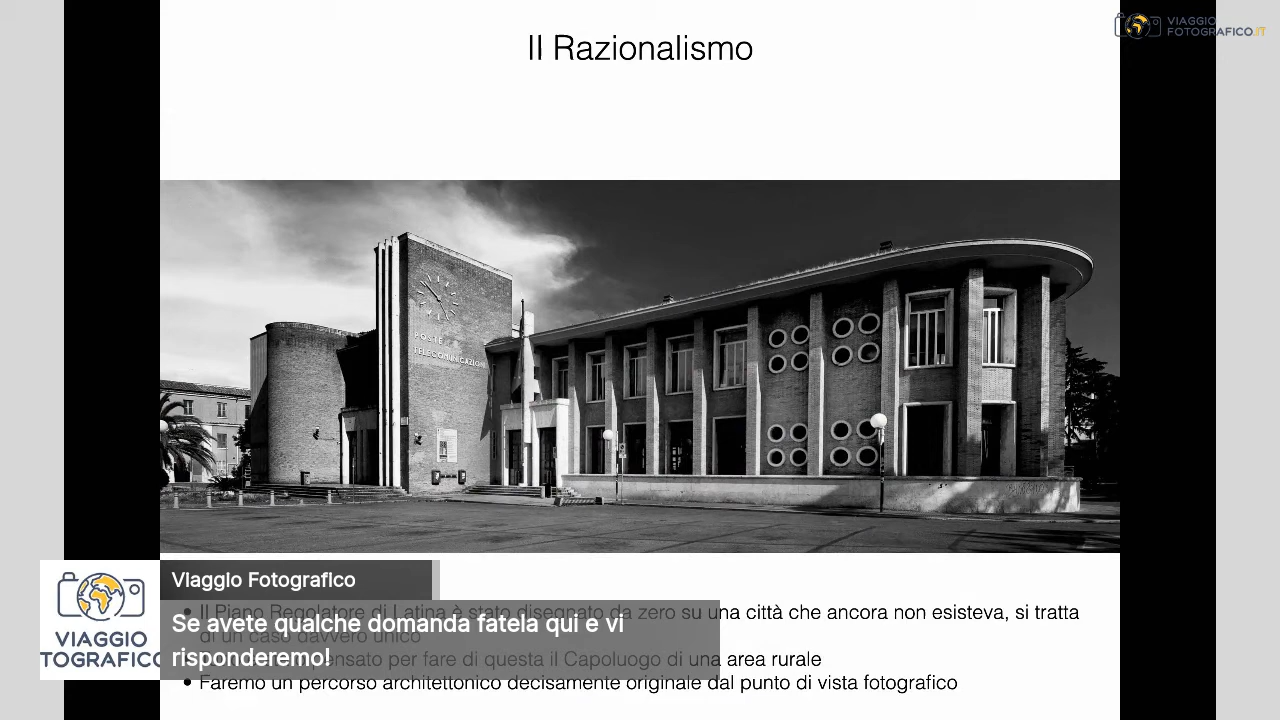 Il Razionalismo
VIAGGIO
FOTOGRAFICO.IT
POSTE
TELECOMUNICAZIONI
Viaggio Fotografico
Se avete qualche domanda fatela qui e vi
risponderemo!
VIAGGIO
TOGRAFICO
• Il Piano Regolatore di Latina è stato disegnato da zero su una città che ancora non esisteva, si tratta
di un caso davvero unico
pensato per fare di questa il Capoluogo di una area rurale
• Faremo un percorso architettonico decisamente originale dal punto di vista fotografico